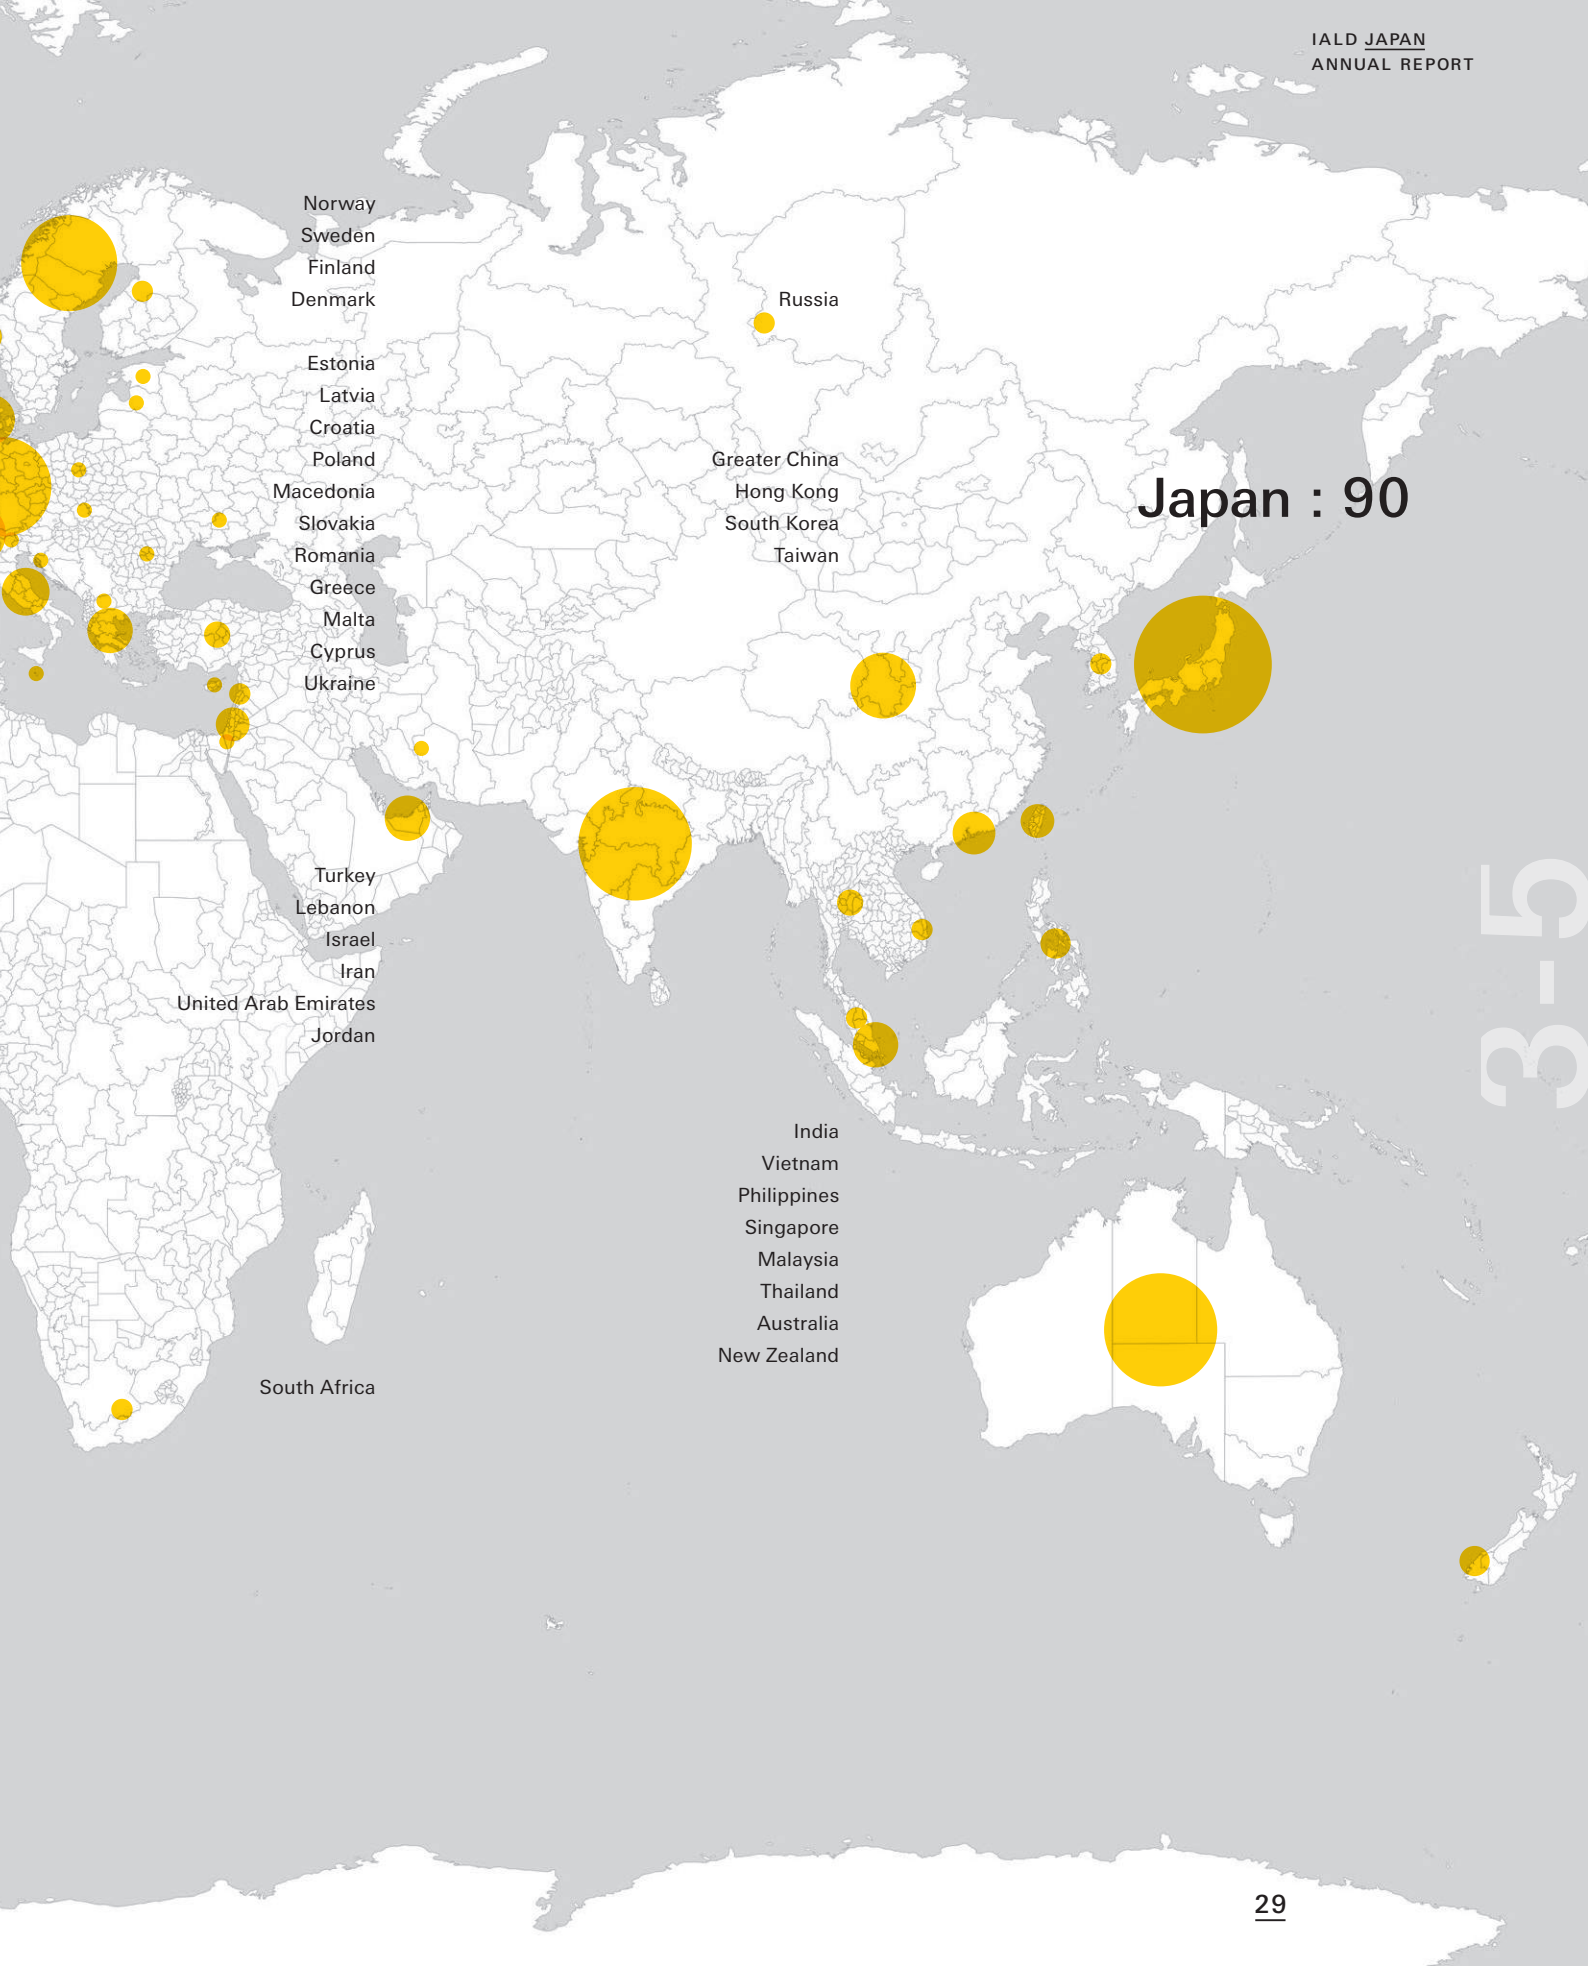 IALD JAPAN
ANNUAL REPORT
Norway
Sweden
Finland
Denmark
Estonia
Latvia
Croatia
Poland
Macedonia
Slovakia
Romania
Greece
Malta
Cyprus
Ukraine
Turkey
Lebanon
Israel
Iran
United Arab Emirates
Jordan
South Africa
Russia
Greater China
Hong Kong
South Korea
Taiwan
India
Vietnam
Philippines
Singapore
Malaysia
Thailand
Australia
New Zealand
Japan : 90
3-5
29